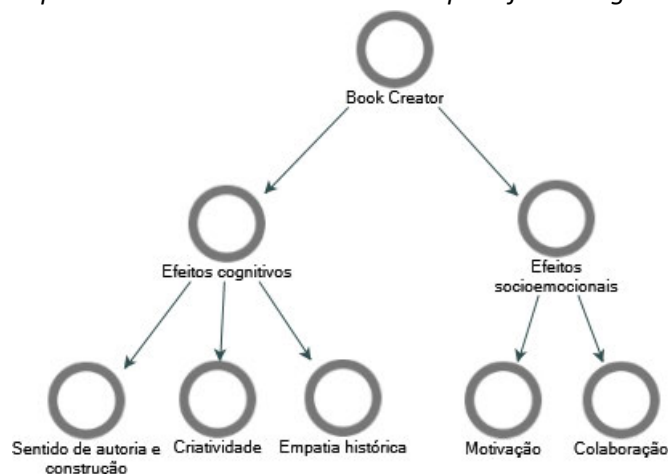 Book Creator
Efeitos cognitivos
Efeitos
socioemocionais
Sentido de autoria e
construção
Criatividade
Empatia histórica
Motivação
Colaboração